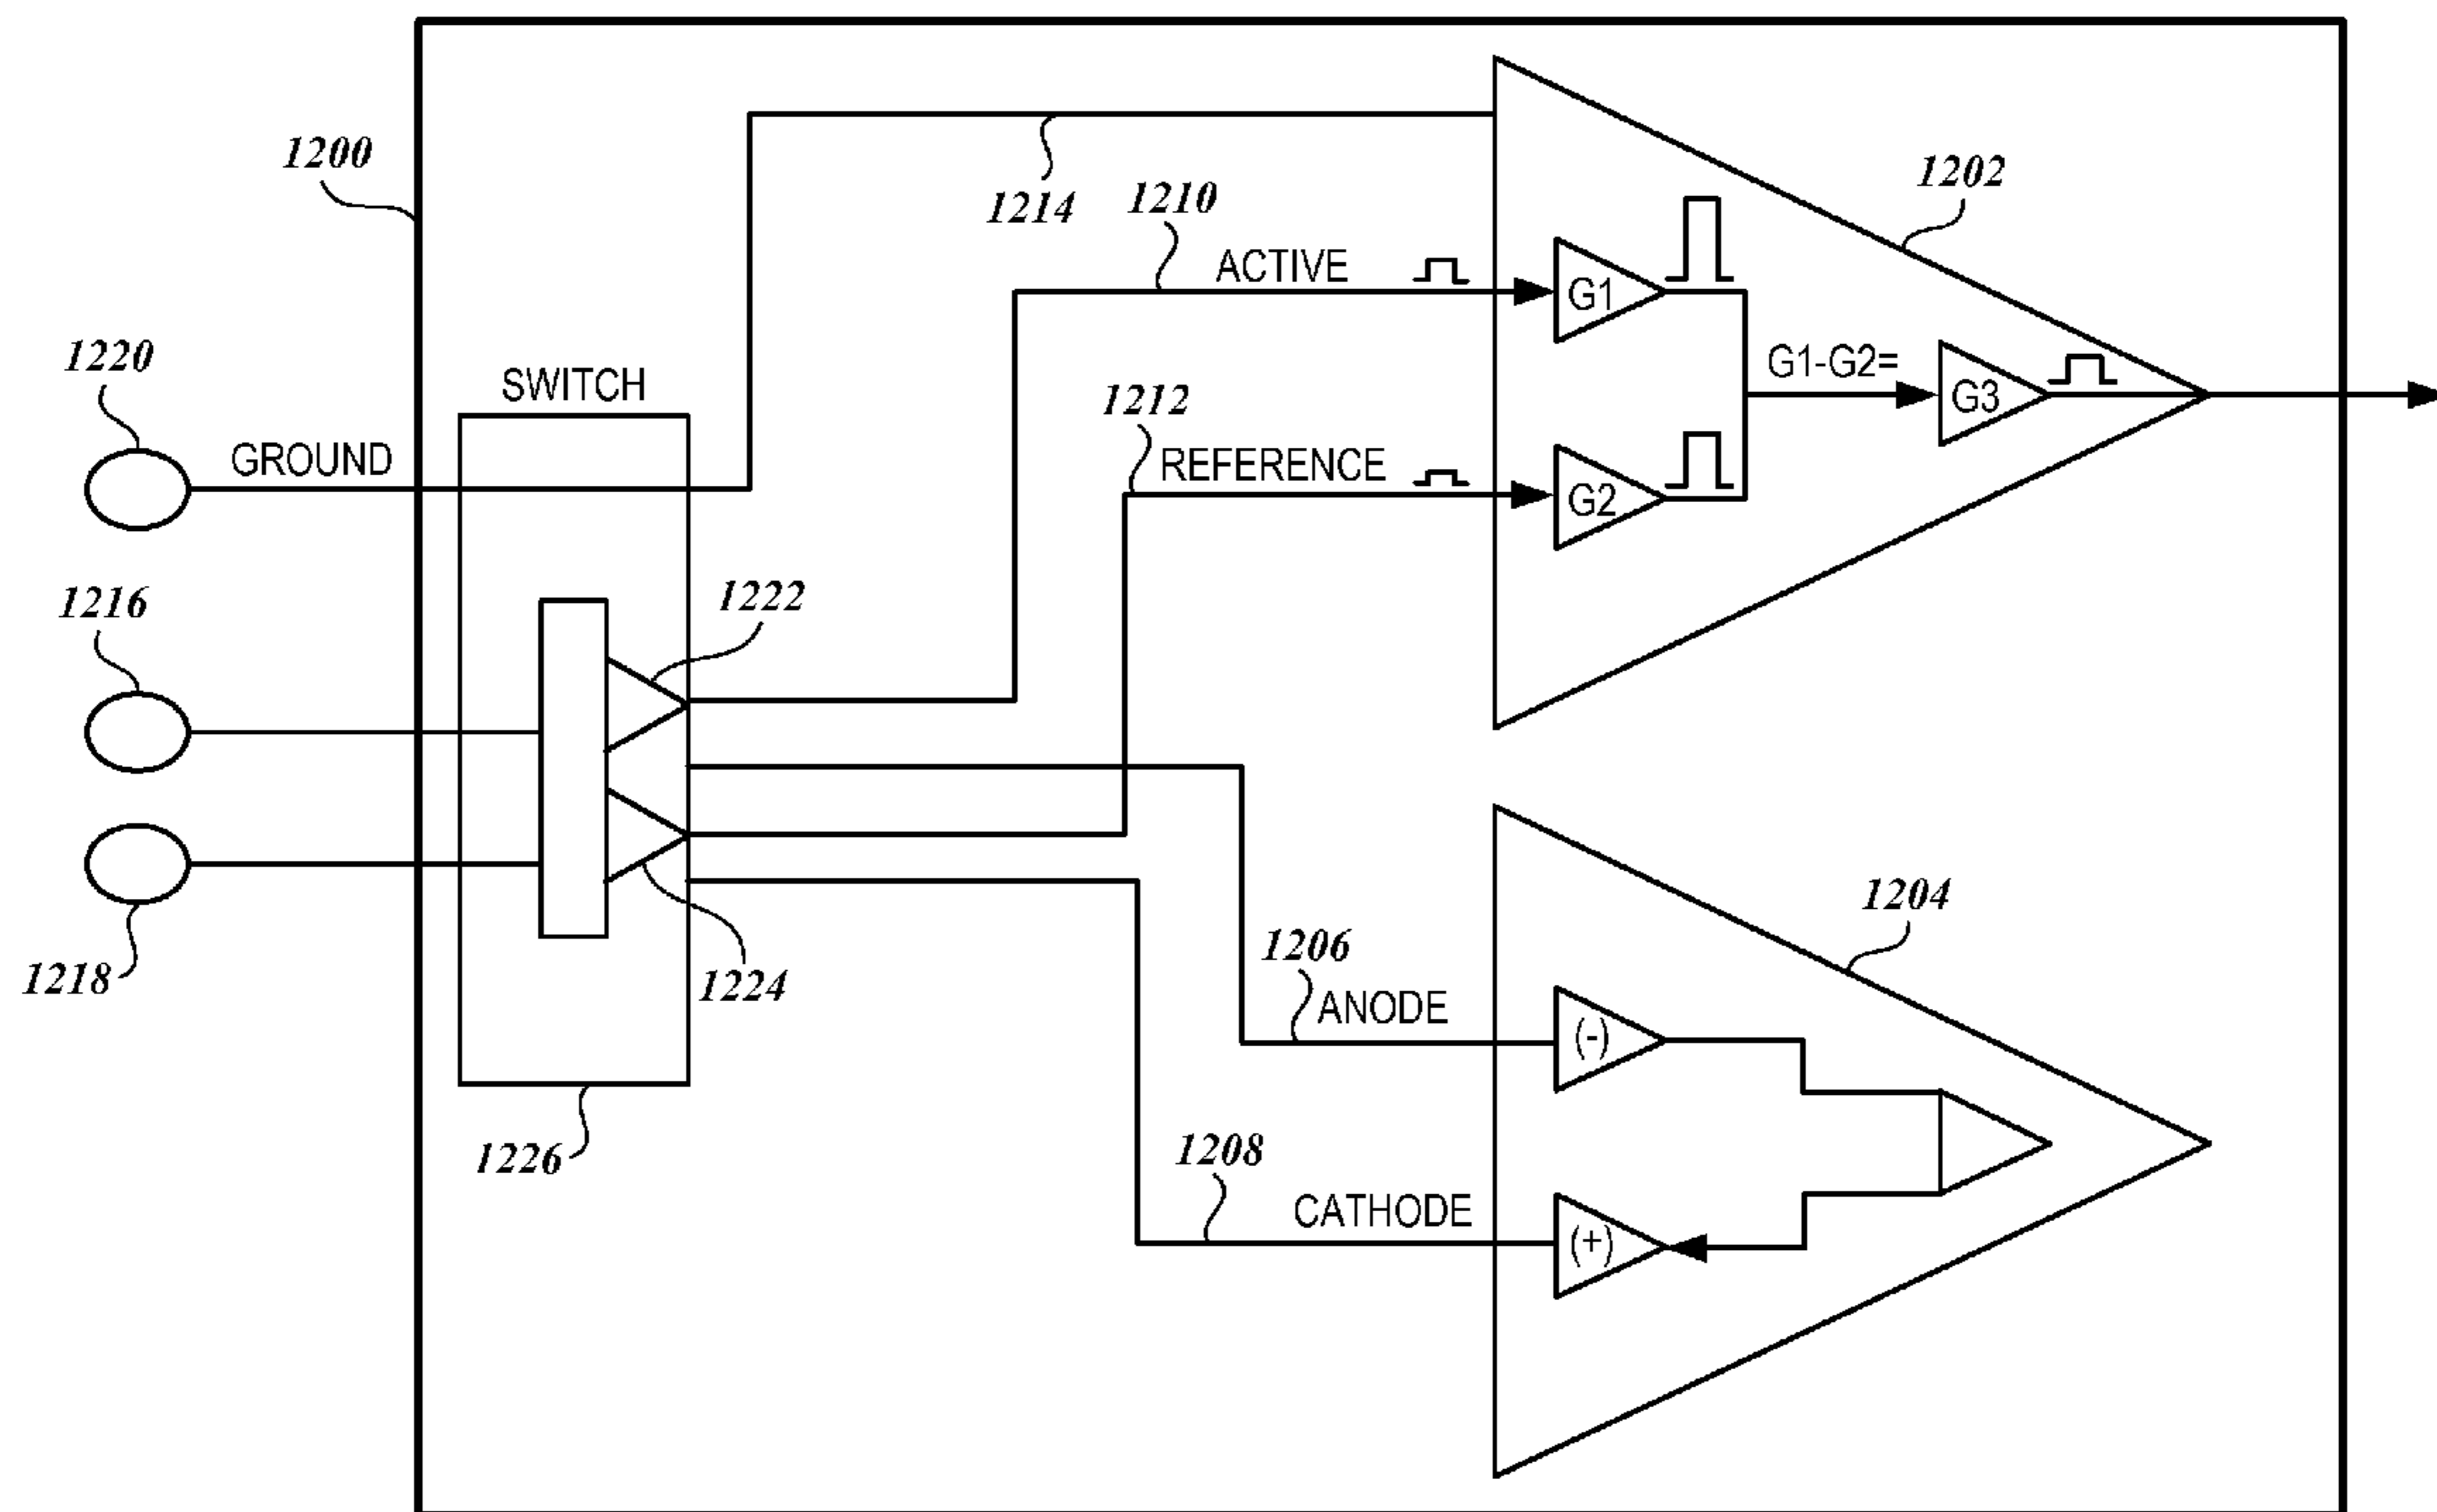 1200
1202
1214
1210
ACTIVE
G1
1220
SWITCH
G1-G2=
G3
1212
GROUND
REFERENCE
G2
1216
1222
1204
1218
1224
1206
ANODE
(-)
1226
1208
CATHODE
(+)